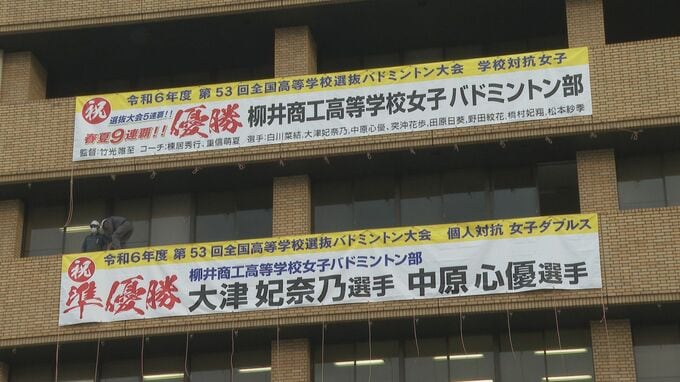 祝
令和6年度 第53回全国高等学校選抜バドミントン大会 学校対抗 女子
選抜大会5連覇!!
春夏9連覇!!
優勝
柳井商工高等学校女子バドミントン部
監督:竹光雅至 コーチ:棟居秀行、重信萌夏 選手:白川菜結、大津妃奈乃、中原心優、突沖花歩、田原日葵、野田紋花、橋村妃翔、松本紗季
祝
令和6年度 第53回全国高等学校選抜バドミントン大会 個人対抗 女子ダブルス
準優勝
柳井商工高等学校女子バドミントン部
大津 妃奈乃選手 中原 心優選手